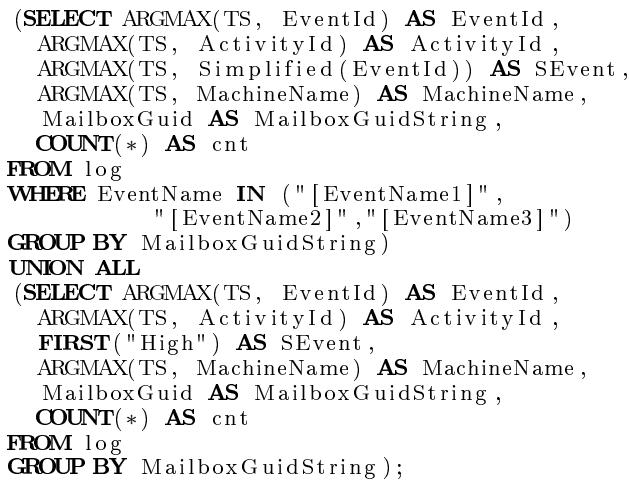 (SELECT ARGMAX(TS, EventId) AS EventId,
ARGMAX(TS, ActivityId) AS ActivityId,
ARGMAX(TS, Simplified(EventId)) AS SEvent,
ARGMAX(TS, MachineName) AS MachineName,
MailboxGuid AS MailboxGuidString,
COUNT(*) AS cnt
FROM log
WHERE EventName IN ("[EventName1]",
"[EventName2]","[EventName3]")
GROUP BY MailboxGuidString)
UNION ALL
(SELECT ARGMAX(TS, EventId) AS EventId,
ARGMAX(TS, ActivityId) AS ActivityId,
FIRST("High") AS SEvent,
ARGMAX(TS, MachineName) AS MachineName,
MailboxGuid AS MailboxGuidString,
COUNT(*) AS cnt
FROM log
GROUP BY MailboxGuidString);